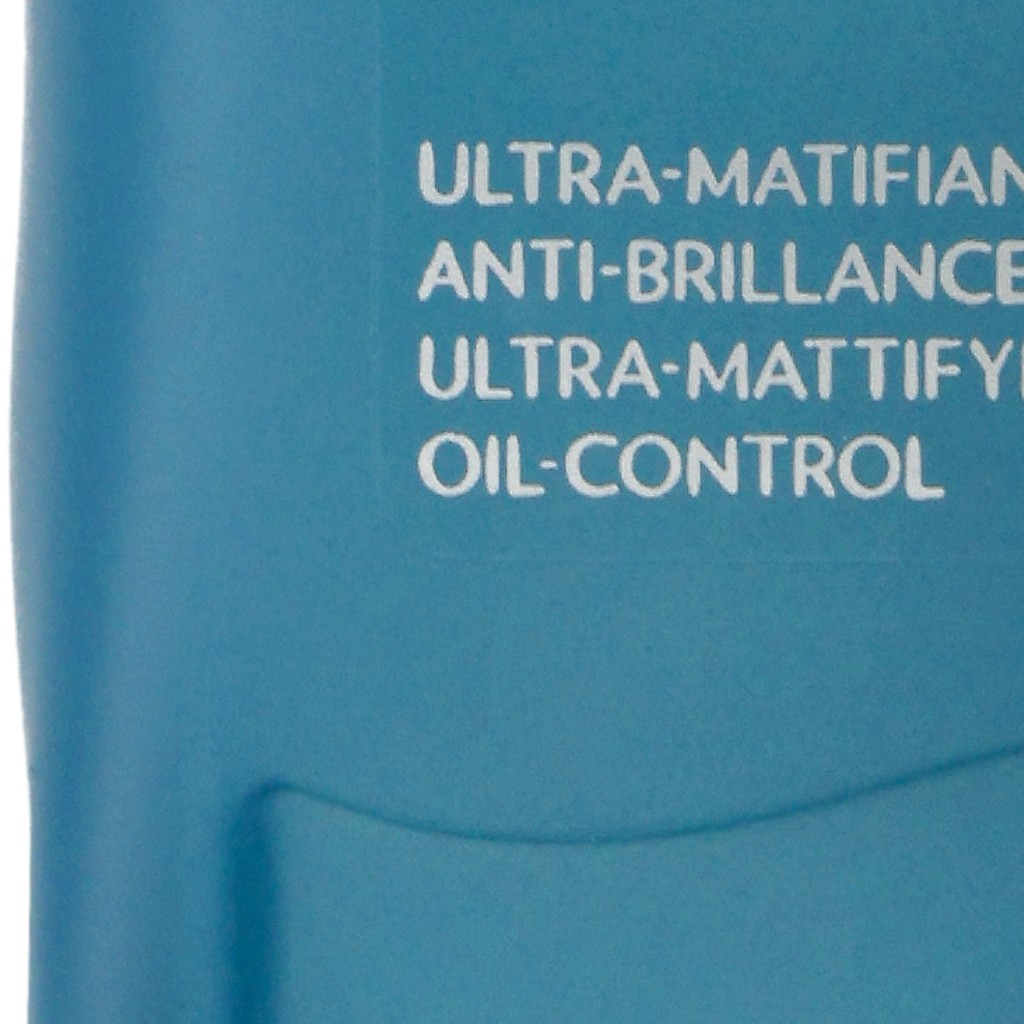 ULTRA-MATIFIAN
ANTI-BRILLANCE
ULTRA-MATTIFY
OIL-CONTROL